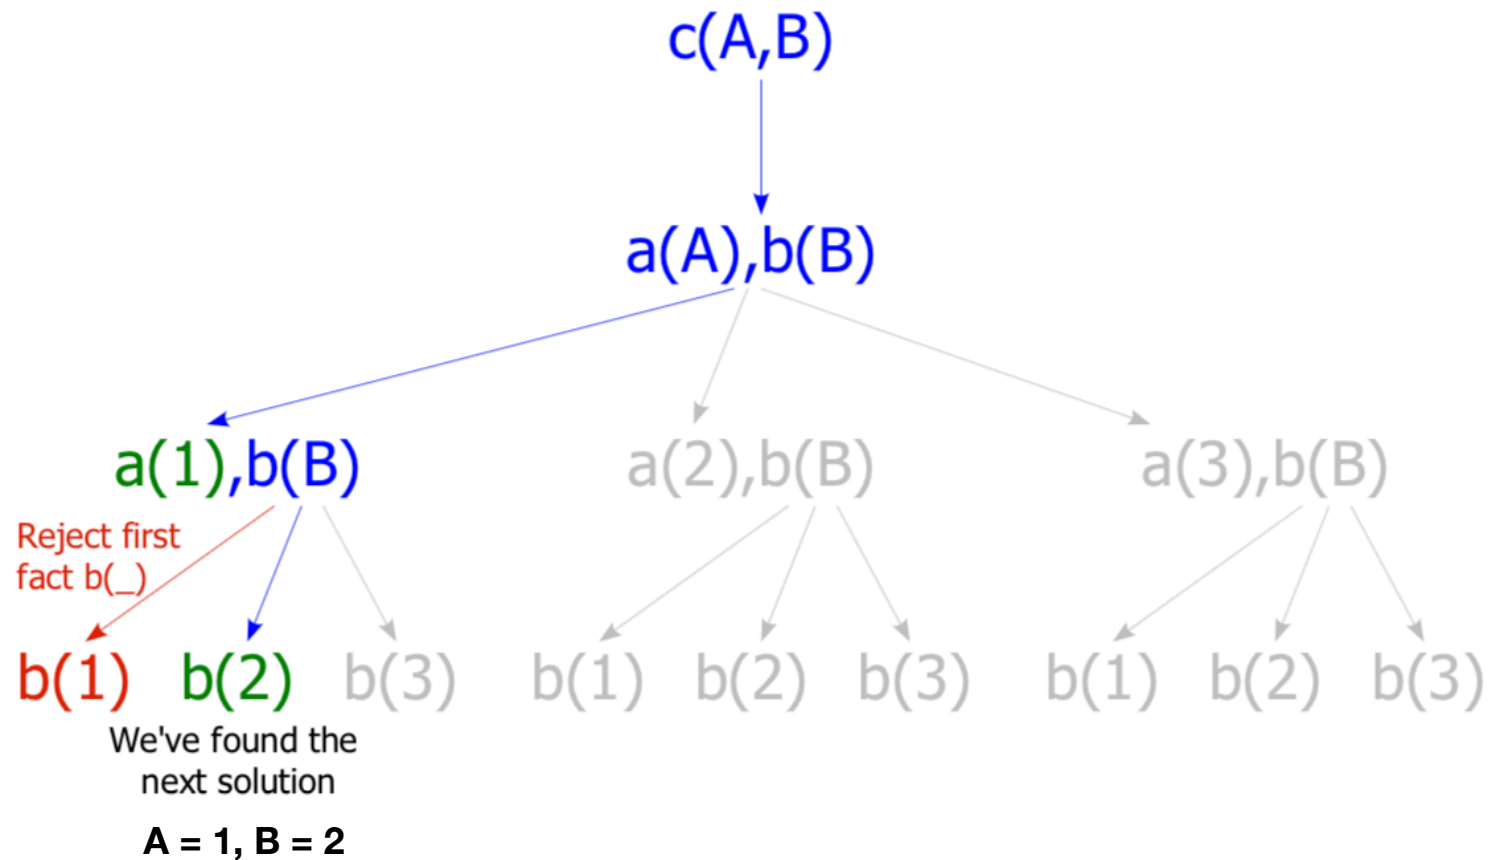 c(A,B)
a(A),b(B)
a(1),b(B)
a(2),b(B)
a(3),b(B)
Reject first
fact b(_)
b(1)
b(2)
b(3)
b(1)
b(2)
b(3)
b(1)
b(2)
b(3)
We've found the
next solution
A = 1, B = 2